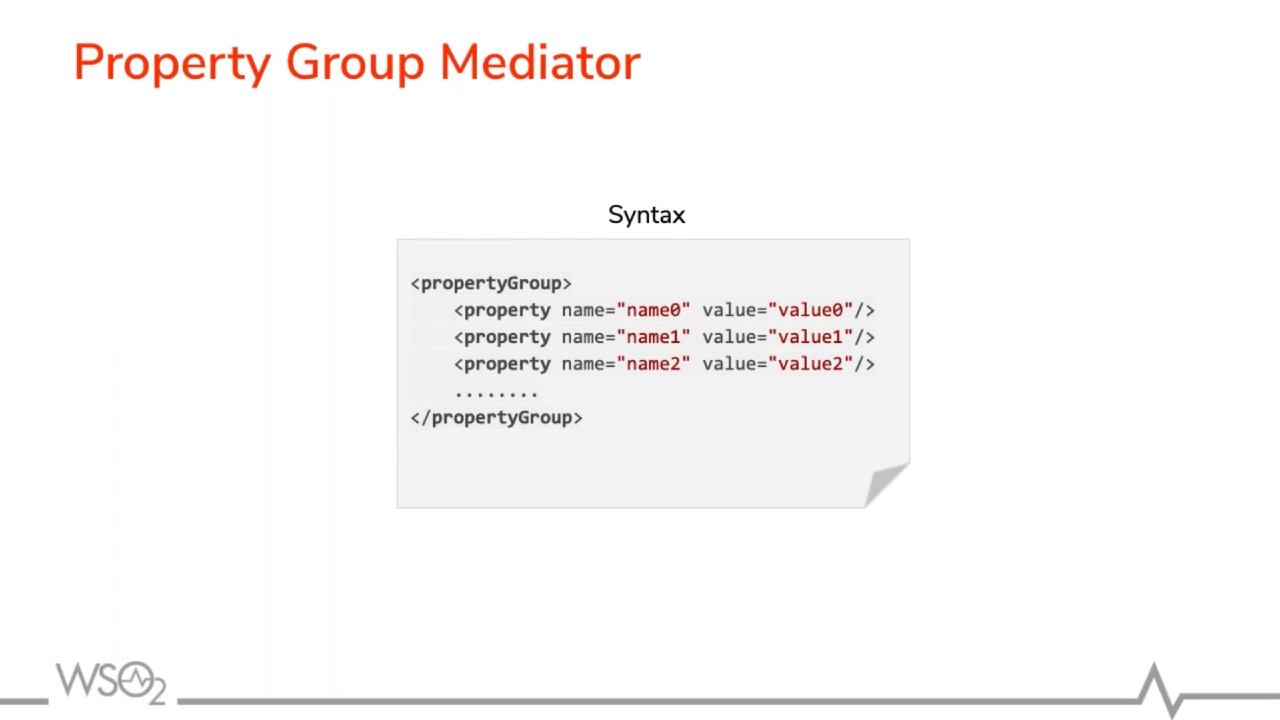 Property Group Mediator
Syntax
<propertyGroup>
<property name="name0" value="value0"/>
<property name="name1" value="value1"/>
<property name="name2" value="value2"/>
........
</propertyGroup>
WSO2